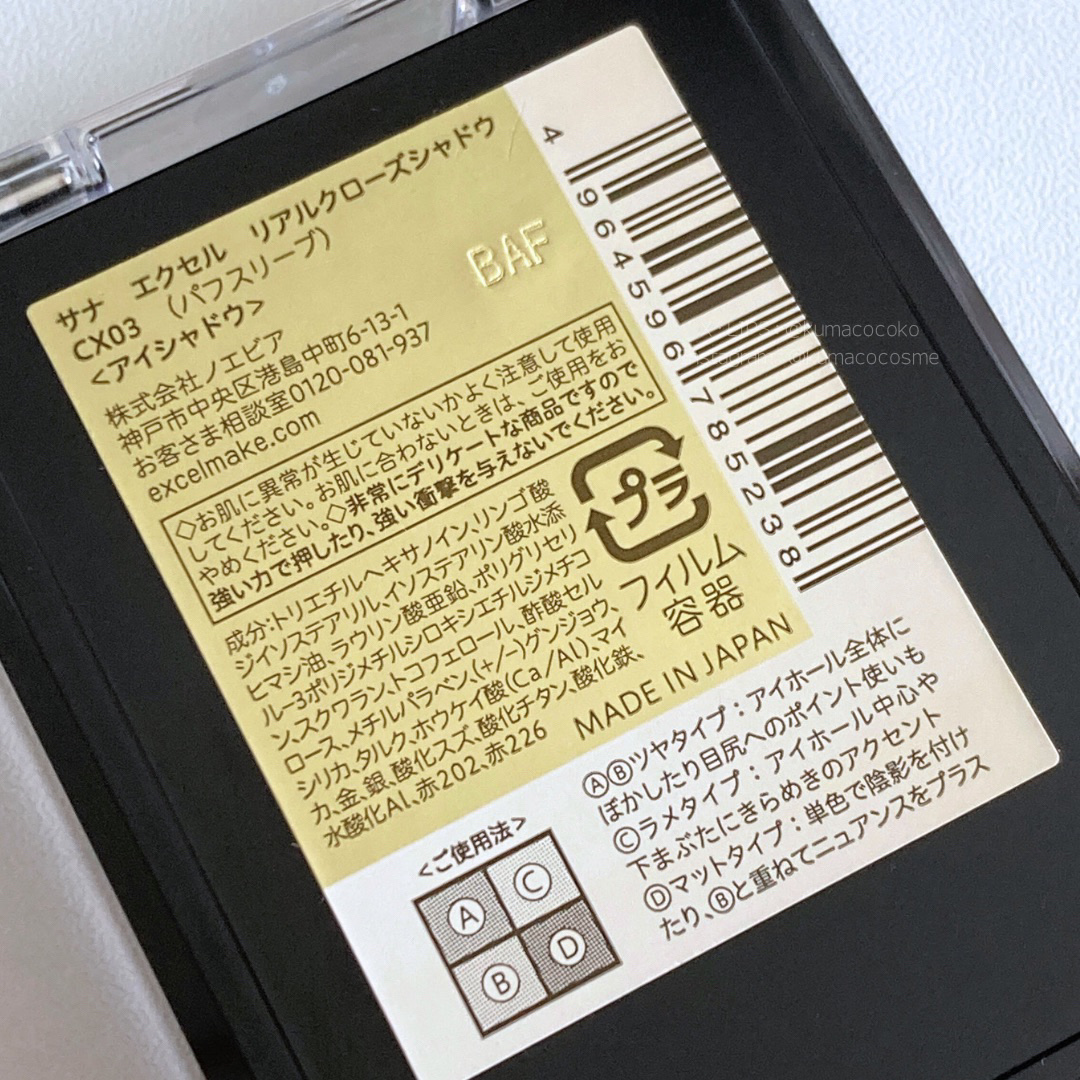 サナ エクセル リアルクローズシャドウ
CX03 (パフスリーブ)
<アイシャドウ>
BAF
株式会社ノエビア
神戸市中央区港島中町6-13-1
お客さま相談室0120-081-937
excelmake.com
◇お肌に異常が生じていないかよく注意して使用
してください。お肌に合わないときは、ご使用をお
やめください。◇非常にデリケートな商品ですので
強い力で押したり、強い衝撃を与えないでください。
成分:トリエチルヘキサノイン、リンゴ酸
ジイソステアリル、イソステアリン酸水添
ヒマシ油、ラウリン酸亜鉛、ポリグリセリ
ル-3ポリジメチルシロキシエチルジメチコ
ン、スクワラン、トコフェロール、酢酸セル
ロース、メチルパラベン、(+/-)グンジョウ、
シリカ、タルク、ホウケイ酸(Ca/Al)、マイ
カ、金、銀、酸化スズ、酸化チタン、酸化鉄、
水酸化Al、赤202、赤226
プラ
フィルム
容器
MADE IN JAPAN
4 964596 785238
<ご使用法>
A
C
B
D
ⒶⒷツヤタイプ：アイホール全体に
ぼかしたり目尻へのポイント使いも
Ⓒラメタイプ：アイホール中心や
下まぶたにきらめきのアクセント
Ⓓマットタイプ：単色で陰影を付け
たり、Ⓑと重ねてニュアンスをプラス
@kumacocoko
@kumacocosme